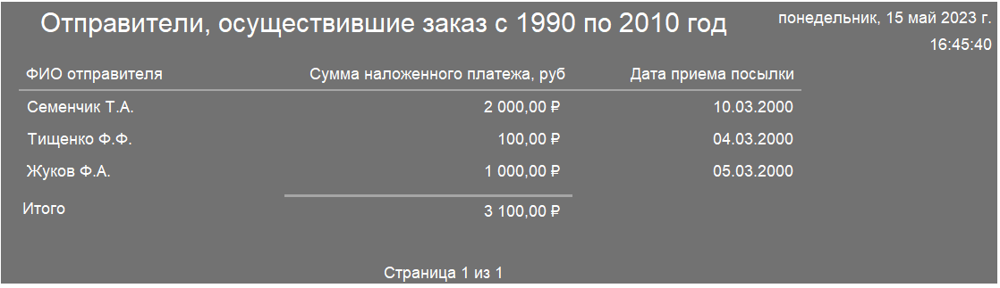 Отправители, осуществившие заказ с 1990 по 2010 год
понедельник, 15 май 2023 г.
16:45:40
ФИО отправителя Сумма наложенного платежа, руб Дата приема посылки
Семенчик Т.А. 2 000,00 ₽ 10.03.2000
Тищенко Ф.Ф. 100,00 ₽ 04.03.2000
Жуков Ф.А. 1 000,00 ₽ 05.03.2000
Итого 3 100,00 ₽
Страница 1 из 1